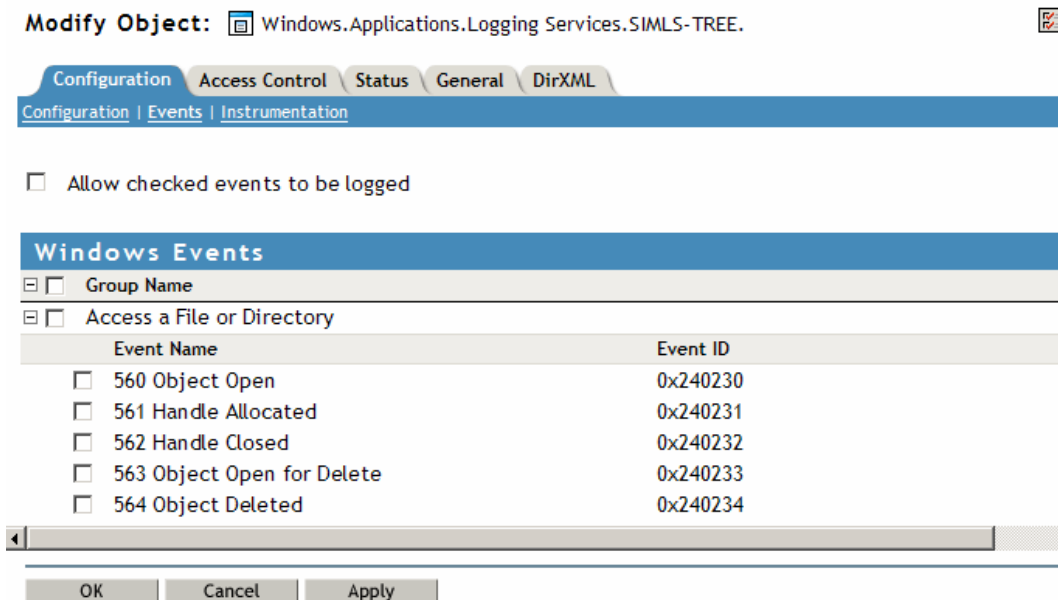 Modify Object: Windows.Applications.Logging Services.SIMLS-TREE.
Configuration Access Control Status General DirXML
Configuration | Events | Instrumentation
Allow checked events to be logged
Windows Events
Group Name
Access a File or Directory
Event Name Event ID
560 Object Open 0x240230
561 Handle Allocated 0x240231
562 Handle Closed 0x240232
563 Object Open for Delete 0x240233
564 Object Deleted 0x240234
OK Cancel Apply